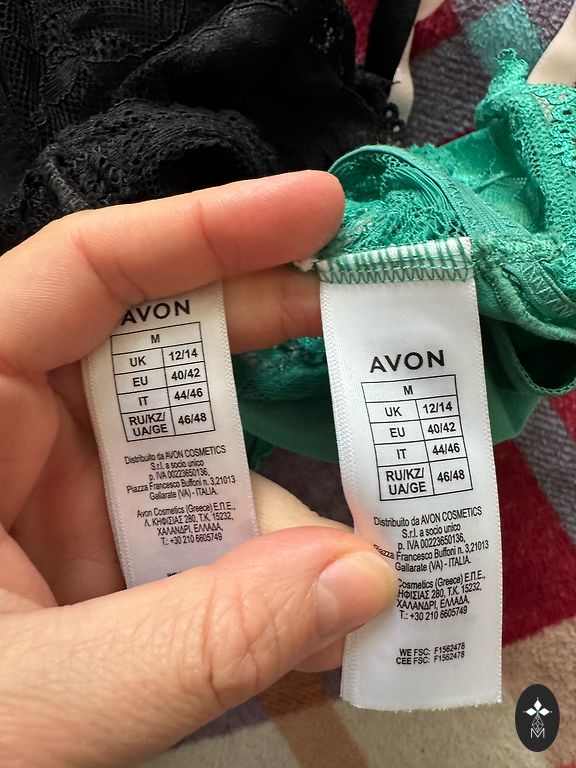 AVON
M
UK 12/14
EU 40/42
IT 44/46
RU/KZ/
UA/GE 46/48
Distribuito da AVON COSMETICS
S.r.l. a socio unico
p. IVA 00223650136,
Piazza Francesco Buffoni n. 3,21013
Gallarate (VA) - ITALIA.
Avon Cosmetics (Greece) Ε.Π.Ε.,
Λ. ΚΗΦΙΣΙΑΣ 280, Τ.Κ. 15232,
ΧΑΛΑΝΔΡΙ, ΕΛΛΑΔΑ,
Τ.: +30 210 6605749
AVON
M
UK 12/14
EU 40/42
IT 44/46
RU/KZ/
UA/GE 46/48
Distribuito da AVON COSMETICS
S.r.l. a socio unico
p. IVA 00223650136,
Piazza Francesco Buffoni n. 3,21013
Gallarate (VA) - ITALIA.
Cosmetics (Greece) Ε.Π.Ε.,
ΗΦΙΣΙΑΣ 280, Τ.Κ. 15232,
ΧΑΛΑΝΔΡΙ, ΕΛΛΑΔΑ,
Τ.: +30 210 6605749
WE FSC: F1562478
CEE FSC: F1562478
M